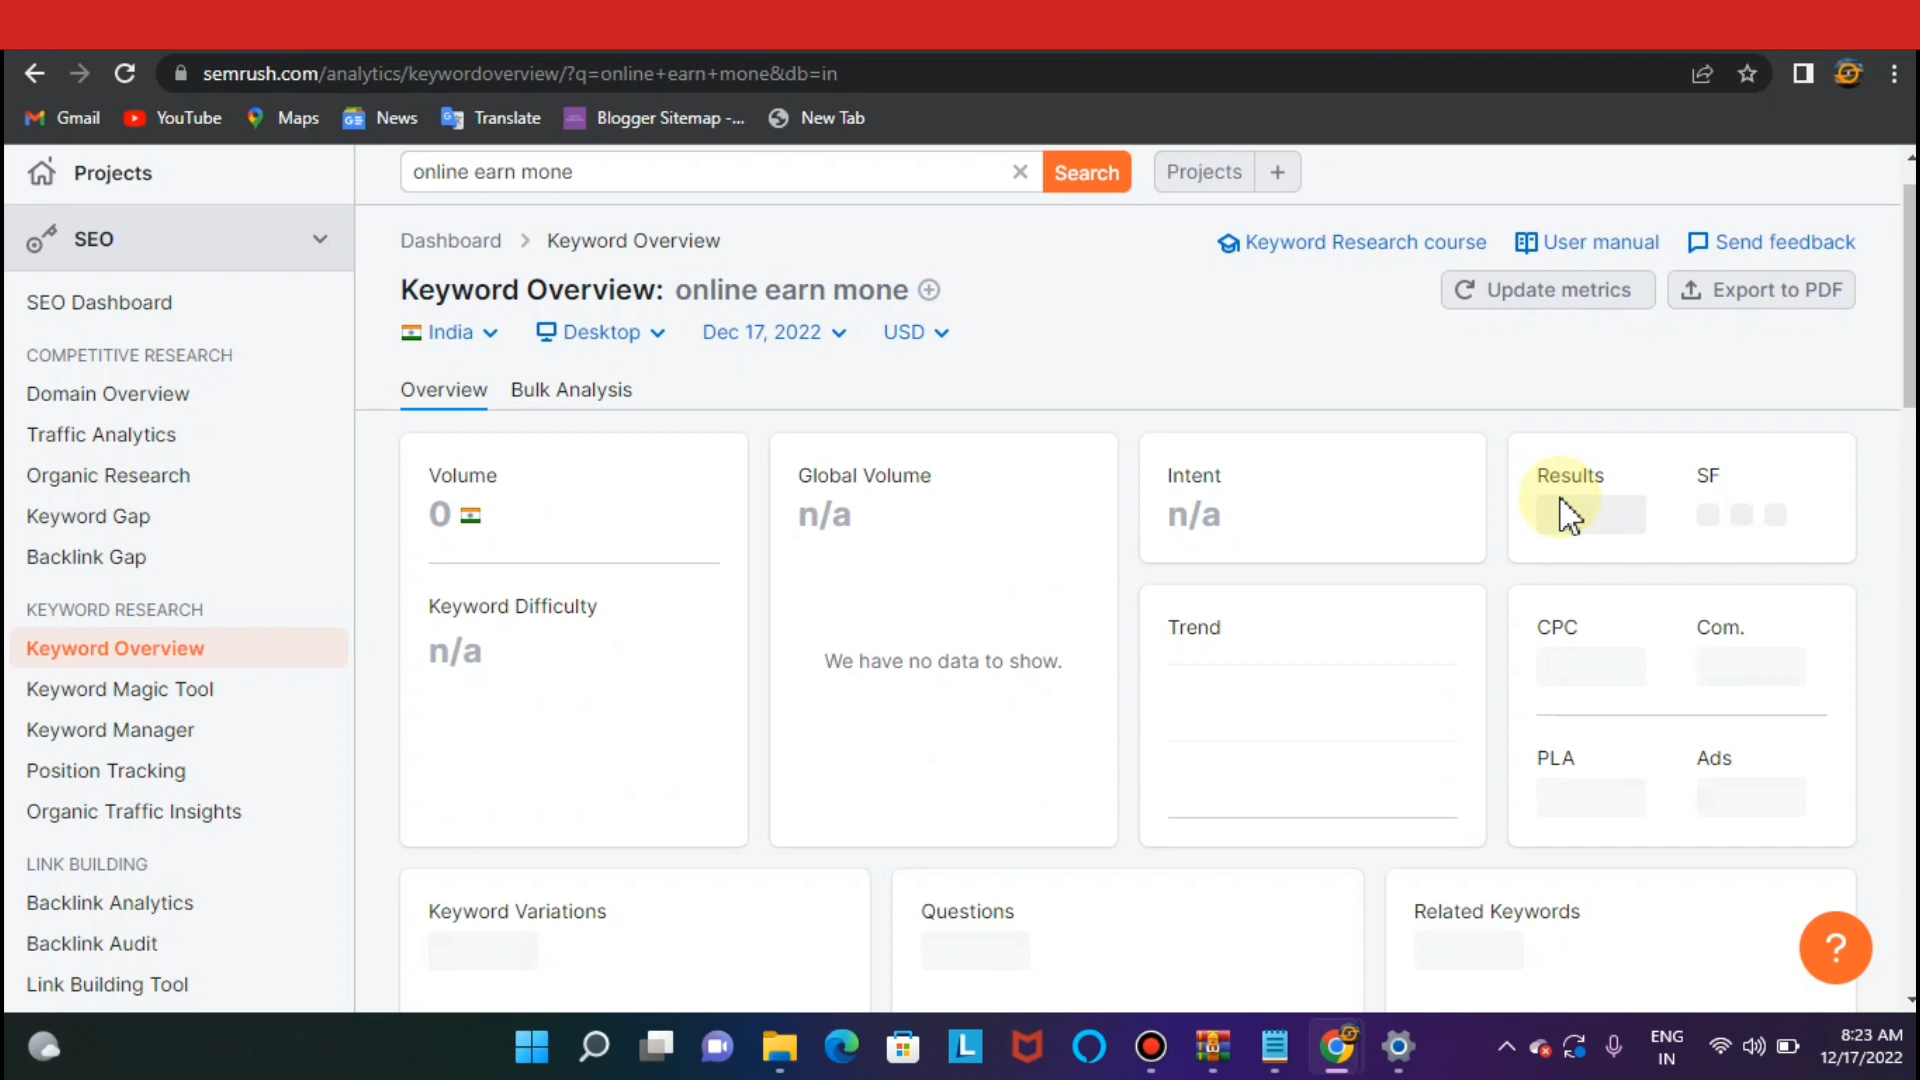 semrush.com/analytics/keywordoverview/?q=online+earn+mone&db=in
Gmail YouTube Maps News Translate Blogger Sitemap -... New Tab
Projects
online earn mone
Search
Projects +
SEO
Dashboard > Keyword Overview
Keyword Research course User manual Send feedback
Keyword Overview: online earn mone
Update metrics Export to PDF
India Desktop Dec 17, 2022 USD
Overview Bulk Analysis
SEO Dashboard
COMPETITIVE RESEARCH
Domain Overview
Traffic Analytics
Organic Research
Keyword Gap
Backlink Gap
KEYWORD RESEARCH
Keyword Overview
Keyword Magic Tool
Keyword Manager
Position Tracking
Organic Traffic Insights
LINK BUILDING
Backlink Analytics
Backlink Audit
Link Building Tool
Volume
0
Keyword Difficulty
n/a
Global Volume
n/a
We have no data to show.
Intent
n/a
Results SF
Trend
CPC Com.
PLA Ads
Keyword Variations
Questions
Related Keywords
?
L
ENG
IN
8:23 AM
12/17/2022